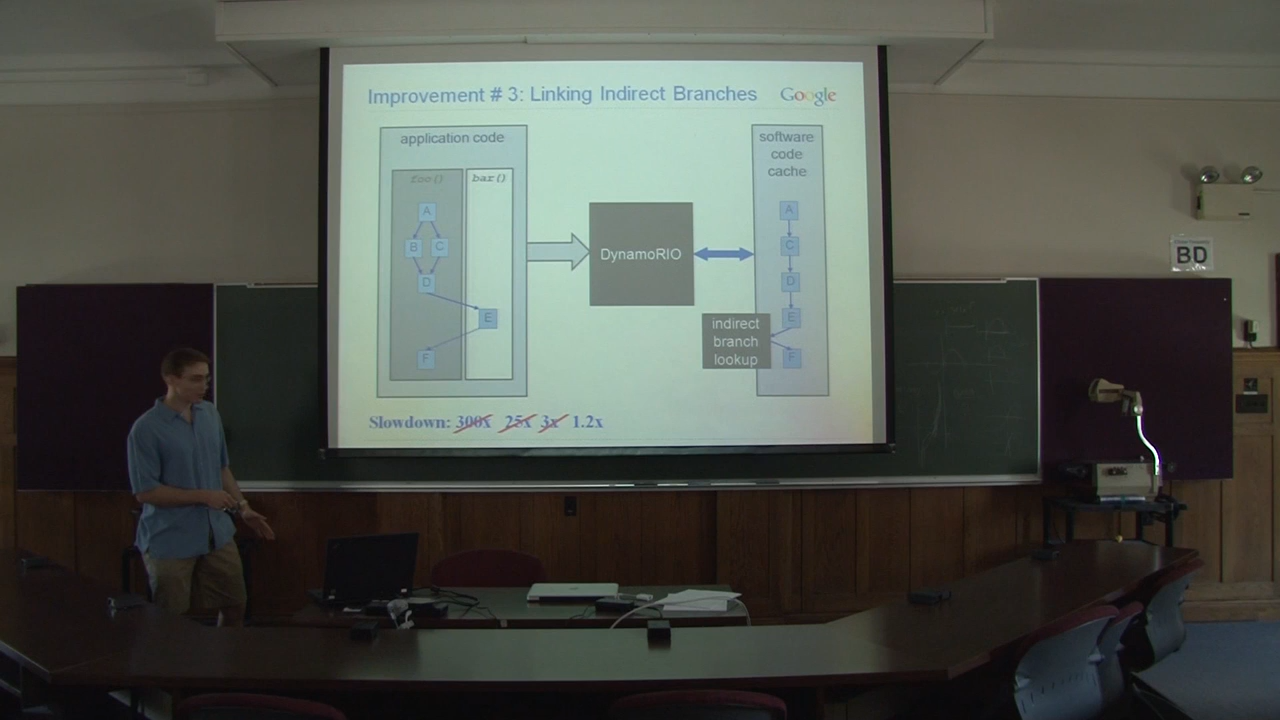 Improvement # 3: Linking Indirect Branches Google
application code
foo() bar()
A
B C
D
E
F
DynamoRIO
software
code
cache
A
C
D
E
F
indirect
branch
lookup
Slowdown: 300x 25x 3x 1.2x
BD